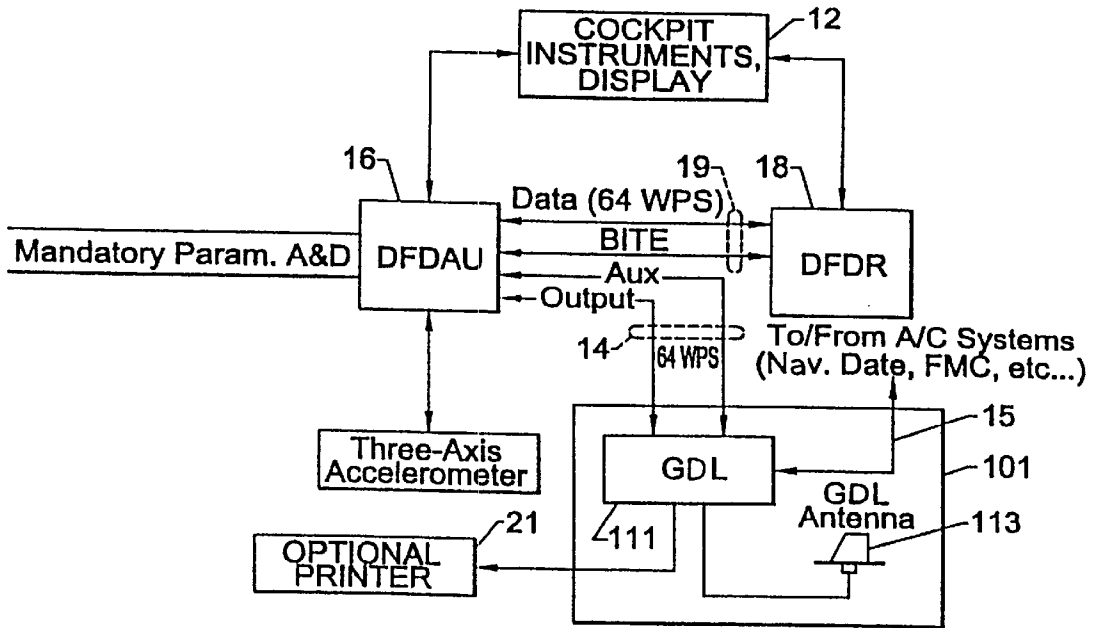 COCKPIT
INSTRUMENTS,
DISPLAY
12
16
19
18
Data (64 WPS)
Mandatory Param. A&D
DFDAU
BITE
DFDR
Aux
Output
14
64 WPS
To/From A/C Systems
(Nav. Date, FMC, etc...)
15
101
Three-Axis
Accelerometer
GDL
GDL
Antenna
113
111
21
OPTIONAL
PRINTER